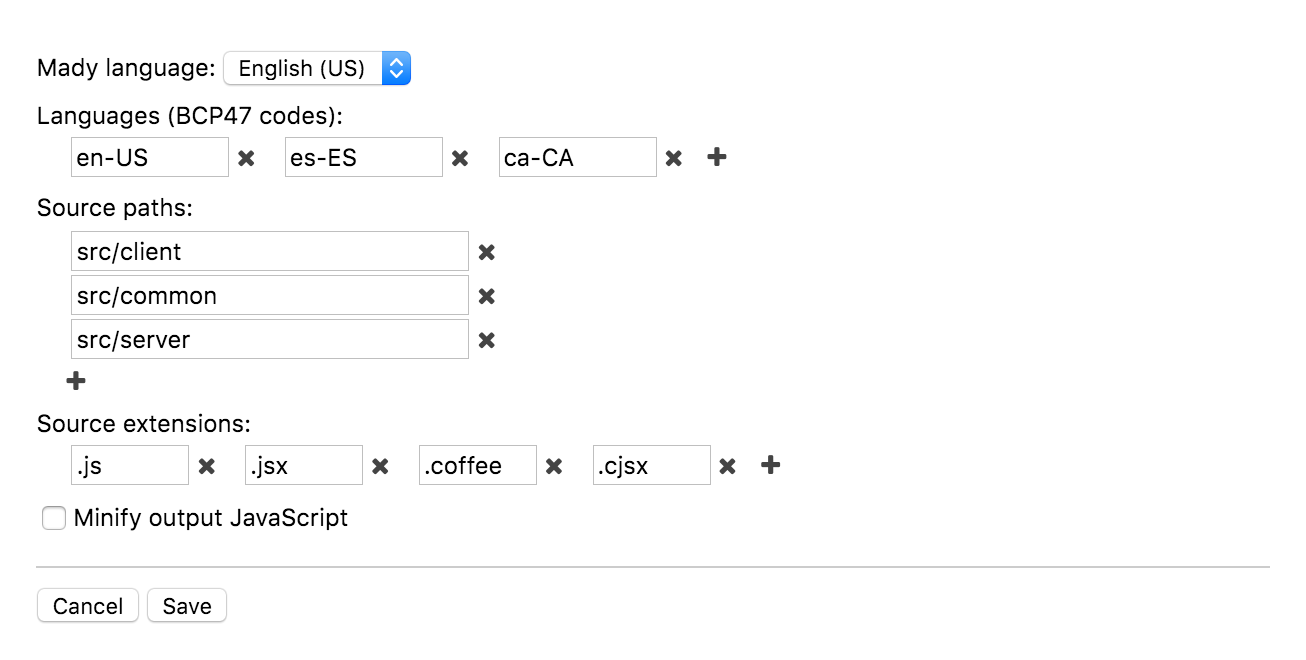 Mady language: English (US)
Languages (BCP47 codes):
en-US es-ES ca-CA
Source paths:
src/client
src/common
src/server
Source extensions:
.js .jsx .coffee .cjsx
Minify output JavaScript
Cancel Save